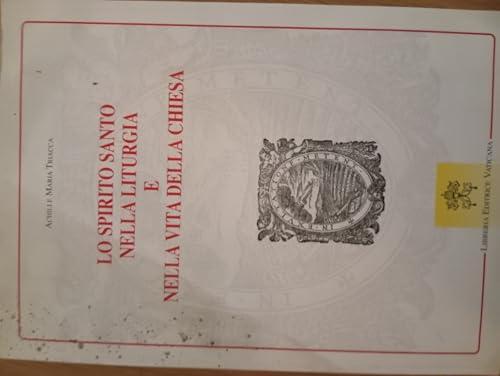 ACHILLE MARIA TRIACCA
LO SPIRITO SANTO
NELLA LITURGIA
E
NELLA VITA DELLA CHIESA
LIBRERIA EDITRICE VATICANA